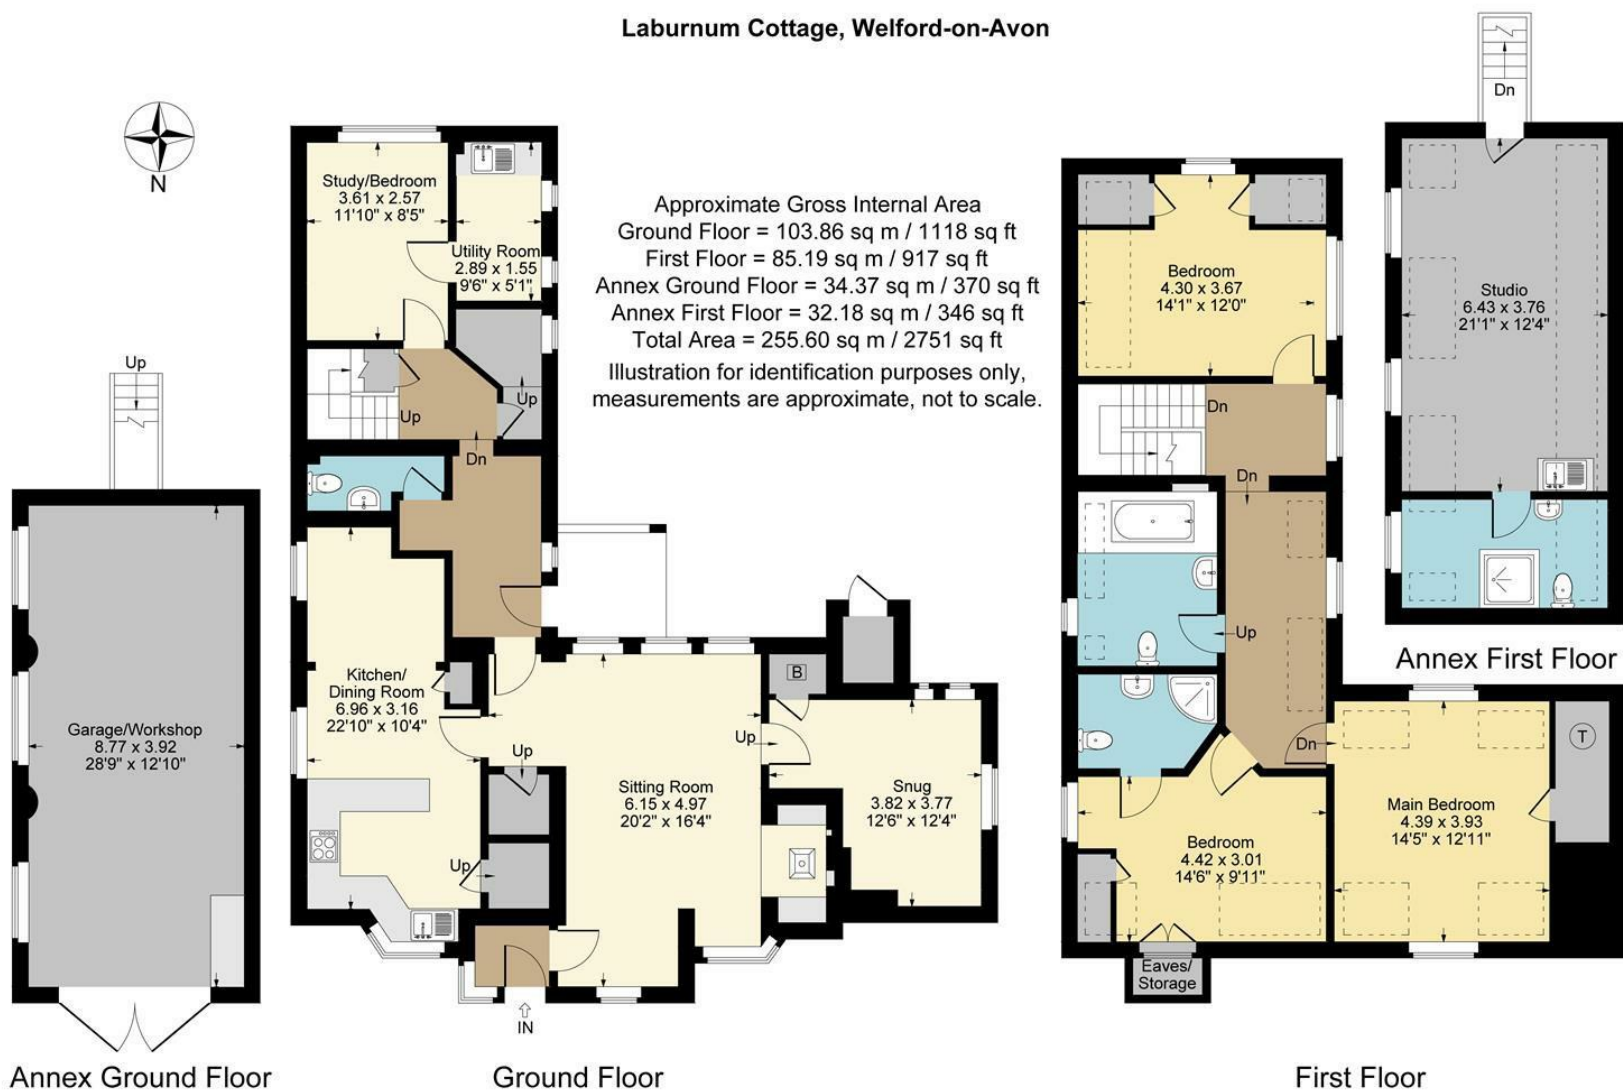 Laburnum Cottage, Welford-on-Avon
N
Approximate Gross Internal Area
Ground Floor = 103.86 sq m / 1118 sq ft
First Floor = 85.19 sq m / 917 sq ft
Annex Ground Floor = 34.37 sq m / 370 sq ft
Annex First Floor = 32.18 sq m / 346 sq ft
Total Area = 255.60 sq m / 2751 sq ft
Illustration for identification purposes only,
measurements are approximate, not to scale.
Up
Garage/Workshop
8.77 x 3.92
28'9" x 12'10"
Annex Ground Floor
Study/Bedroom
3.61 x 2.57
11'10" x 8'5"
Utility Room
2.89 x 1.55
9'6" x 5'1"
Up
Up
Dn
Kitchen/
Dining Room
6.96 x 3.16
22'10" x 10'4"
Up
Up
Sitting Room
6.15 x 4.97
20'2" x 16'4"
Up
B
Snug
3.82 x 3.77
12'6" x 12'4"
IN
Ground Floor
Bedroom
4.30 x 3.67
14'1" x 12'0"
Dn
Dn
Up
Dn
Bedroom
4.42 x 3.01
14'6" x 9'11"
Eaves/
Storage
Main Bedroom
4.39 x 3.93
14'5" x 12'11"
T
First Floor
Dn
Studio
6.43 x 3.76
21'1" x 12'4"
Annex First Floor